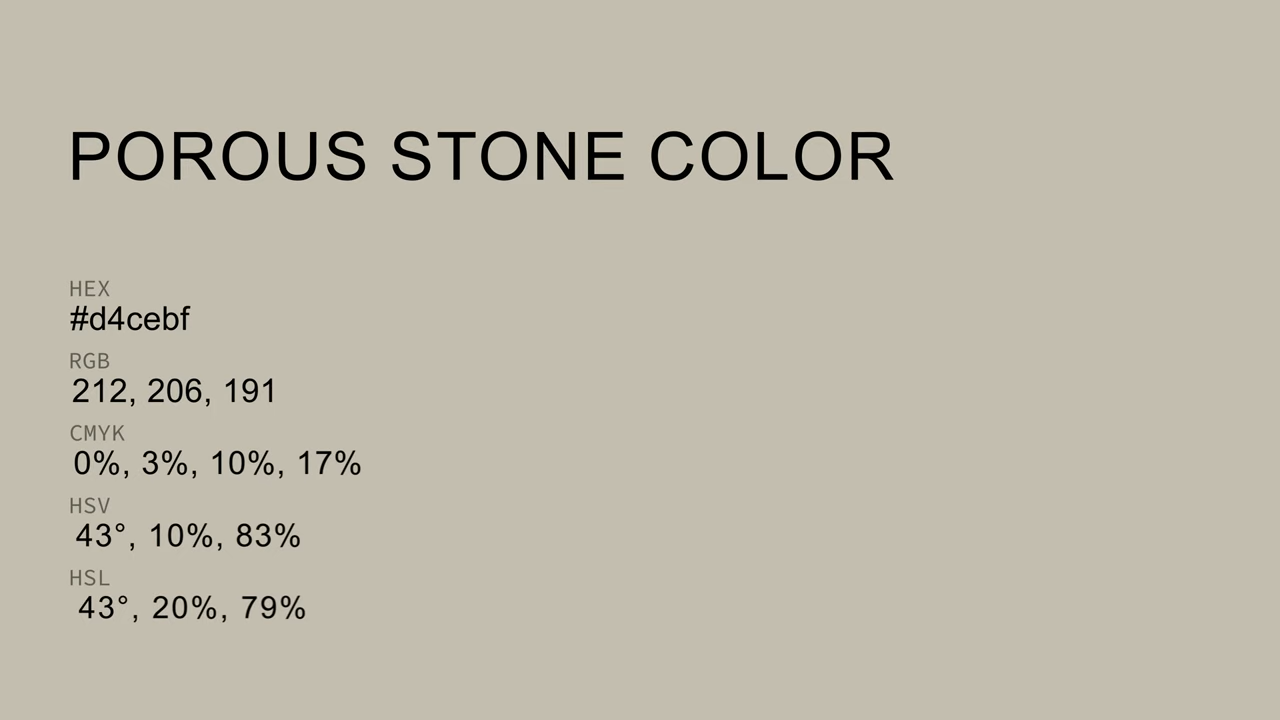 POROUS STONE COLOR
HEX
#d4cebf
RGB
212, 206, 191
CMYK
0%, 3%, 10%, 17%
HSV
43°, 10%, 83%
HSL
43°, 20%, 79%